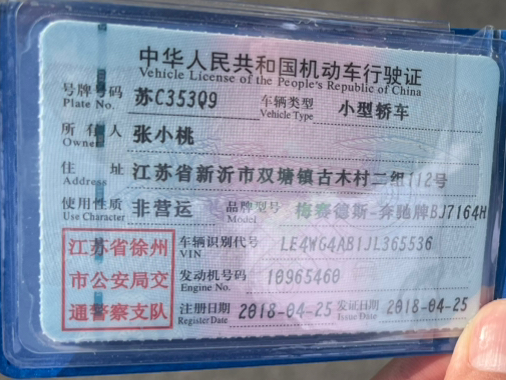 中华人民共和国机动车行驶证
Vehicle License of the People's Republic of China
号牌号码 苏C353Q9 车辆类型 小型轿车
Plate No. Vehicle Type
所有人 张小桃
Owner
住 址 江苏省新沂市双塘镇古木村二组112号
Address
使用性质 非营运 品牌型号 梅赛德斯-奔驰牌BJ7164H
Use Character Model
江苏省徐州 车辆识别代号 LE4WG4AB1JL365536
VIN
市公安局交 发动机号码 10965460
Engine No.
通警察支队 注册日期 2018-04-25 发证日期 2018-04-25
Register Date Issue Date